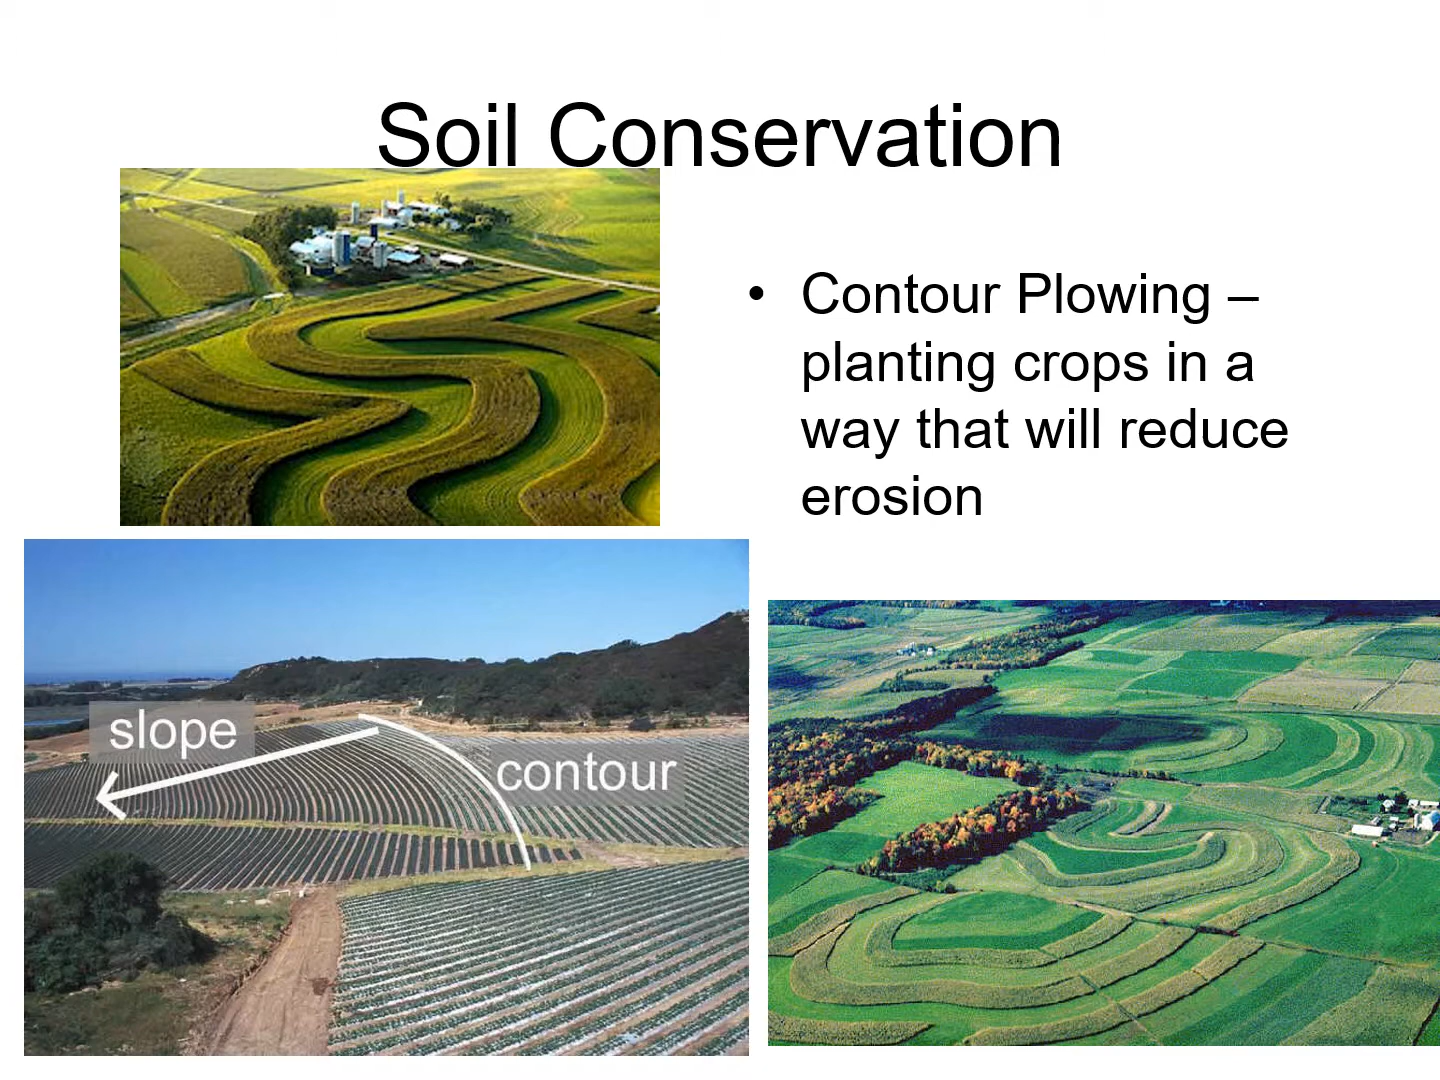 Soil Conservation
• Contour Plowing –
planting crops in a
way that will reduce
erosion
slope
contour